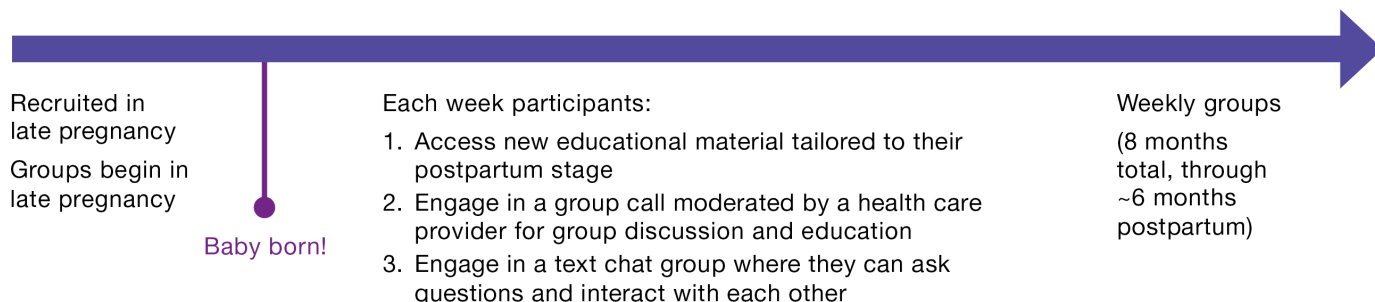 Recruited in
late pregnancy
Groups begin in
late pregnancy
Baby born!
Each week participants:
1. Access new educational material tailored to their
postpartum stage
2. Engage in a group call moderated by a health care
provider for group discussion and education
3. Engage in a text chat group where they can ask
questions and interact with each other
Weekly groups
(8 months
total, through
~6 months
postpartum)